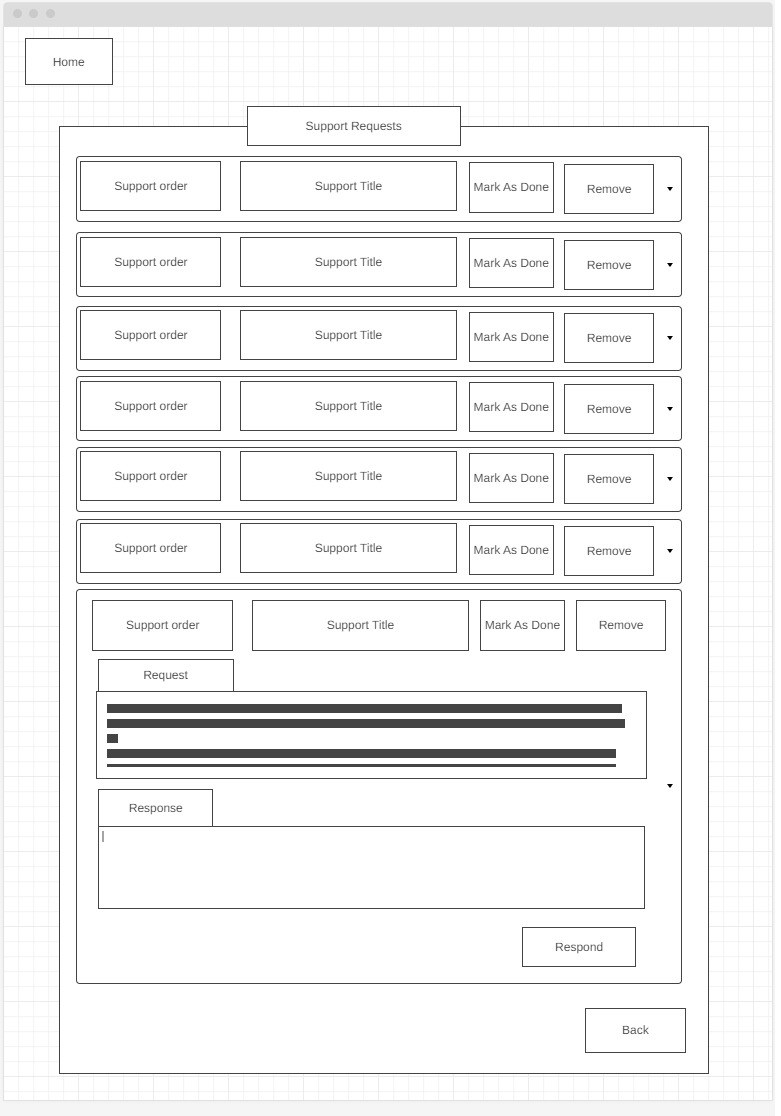 Home
Support Requests
Support order Support Title Mark As Done Remove
Support order Support Title Mark As Done Remove
Support order Support Title Mark As Done Remove
Support order Support Title Mark As Done Remove
Support order Support Title Mark As Done Remove
Support order Support Title Mark As Done Remove
Support order Support Title Mark As Done Remove
Request
Response
Respond
Back